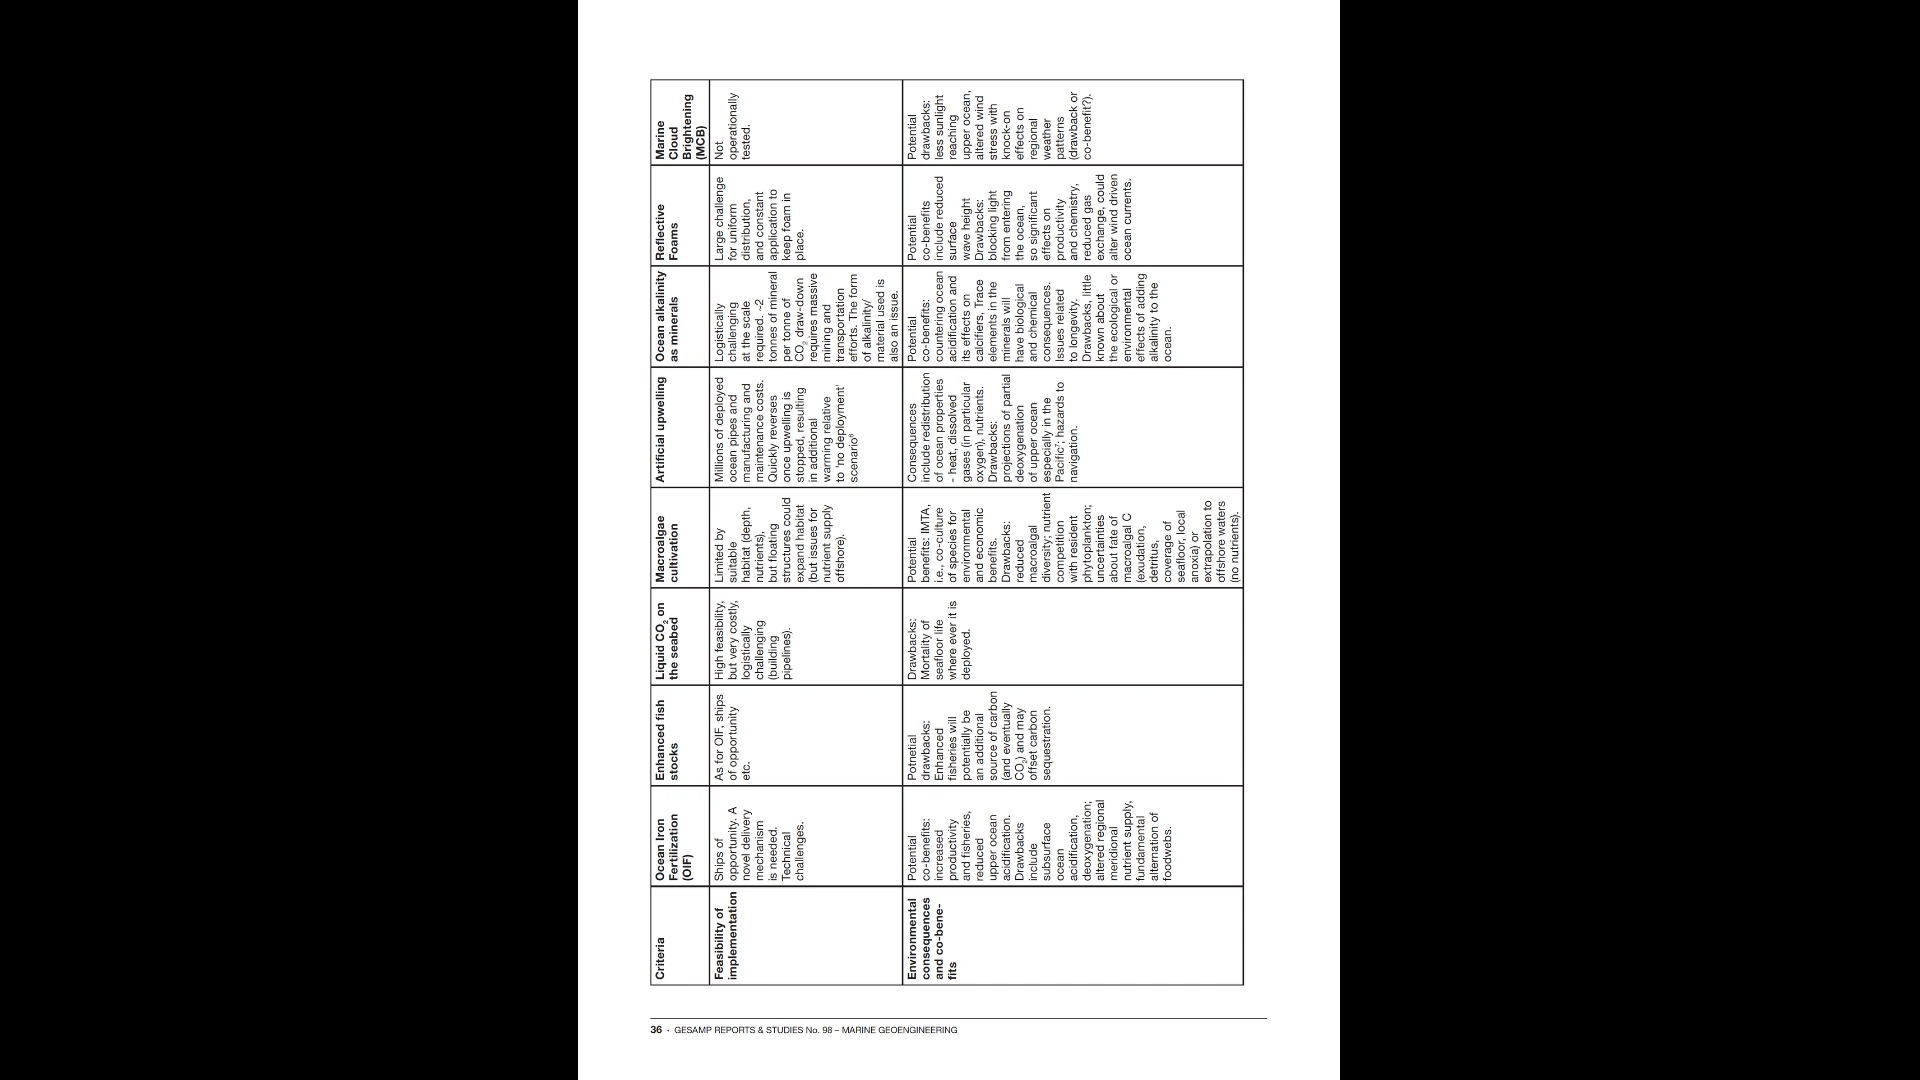 Criteria
Ocean Iron
Fertilization
(OIF)
Enhanced fish
stocks
Liquid CO₂ on
the seabed
Macroalgae
cultivation
Artificial upwelling
Ocean alkalinity
as minerals
Reflective
Foams
Marine
Cloud
Brightening
(MCB)
Feasibility of
implementation
Ships of
opportunity. A
novel delivery
mechanism
is needed.
Technical
challenges.
As for OIF, ships
of opportunity
etc.
High feasibility,
but very costly,
logistically
challenging
(building
pipelines).
Limited by
suitable
habitat (depth,
nutrients),
but floating
structures could
expand habitat
(but issues for
nutrient supply
offshore).
Millions of deployed
ocean pipes and
manufacturing and
maintenance costs.
Quickly reverses
once upwelling is
stopped, resulting
in additional
warming relative
to 'no deployment'
scenario⁶
Logistically
challenging
at the scale
required. ~2
tonnes of mineral
per tonne of
CO₂ draw-down
requires massive
mining and
transportation
efforts. The form
of alkalinity/
material used is
also an issue.
Large challenge
for uniform
distribution,
and constant
application to
keep foam in
place.
Not
operationally
tested.
Environmental
consequences
and co-bene-
fits
Potential
co-benefits:
increased
productivity
and fisheries,
reduced
upper ocean
acidification.
Drawbacks
include
subsurface
ocean
acidification,
deoxygenation;
altered regional
meridional
nutrient supply,
fundamental
alternation of
foodwebs.
Potnetial
drawbacks:
Enhanced
fisheries will
potentially be
an additional
source of carbon
(and eventually
CO₂) and may
offset carbon
sequestration.
Drawbacks:
Mortality of
seafloor life
where ever it is
deployed.
Potential
benefits: IMTA,
i.e., co-culture
of species for
environmental
and economic
benefits.
Drawbacks:
reduced
macroalgal
diversity; nutrient
competition
with resident
phytoplankton;
uncertainties
about fate of
macroalgal C
(exudation,
detritus,
coverage of
seafloor, local
anoxia) or
extrapolation to
offshore waters
(no nutrients).
Consequences
include redistribution
of ocean properties
- heat, dissolved
gases (in particular
oxygen), nutrients.
Drawbacks:
projections of partial
deoxygenation
of upper ocean
especially in the
Pacific⁷; hazards to
navigation.
Potential
co-benefits:
countering ocean
acidification and
its effects on
calcifiers, Trace
elements in the
minerals will
have biological
and chemical
consequences.
Issues related
to longevity.
Drawbacks, little
known about
the ecological or
environmental
effects of adding
alkalinity to the
ocean.
Potential
co-benefits
include reduced
surface
wave height
Drawbacks:
blocking light
from entering
the ocean,
so significant
effects on
productivity
and chemistry,
reduced gas
exchange, could
alter wind driven
ocean currents.
Potential
drawbacks:
less sunlight
reaching
upper ocean,
altered wind
stress with
knock-on
effects on
regional
weather
patterns
(drawback or
co-benefit?).
36 · GESAMP REPORTS & STUDIES No. 98 – MARINE GEOENGINEERING